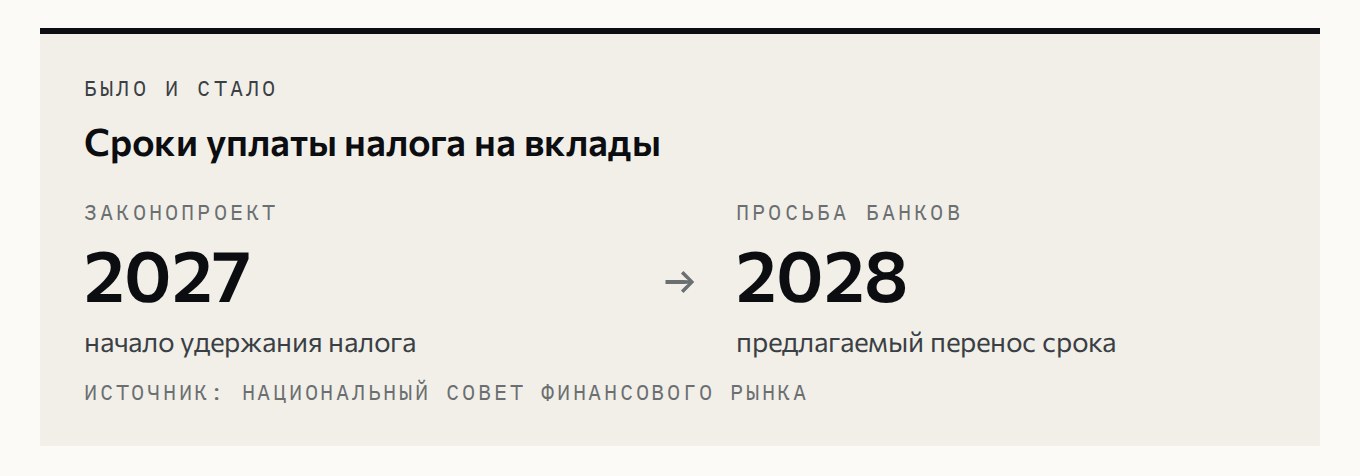 БЫЛО И СТАЛО
Сроки уплаты налога на вклады
ЗАКОНОПРОЕКТ
2027
начало удержания налога
→
ПРОСЬБА БАНКОВ
2028
предлагаемый перенос срока
ИСТОЧНИК: НАЦИОНАЛЬНЫЙ СОВЕТ ФИНАНСОВОГО РЫНКА